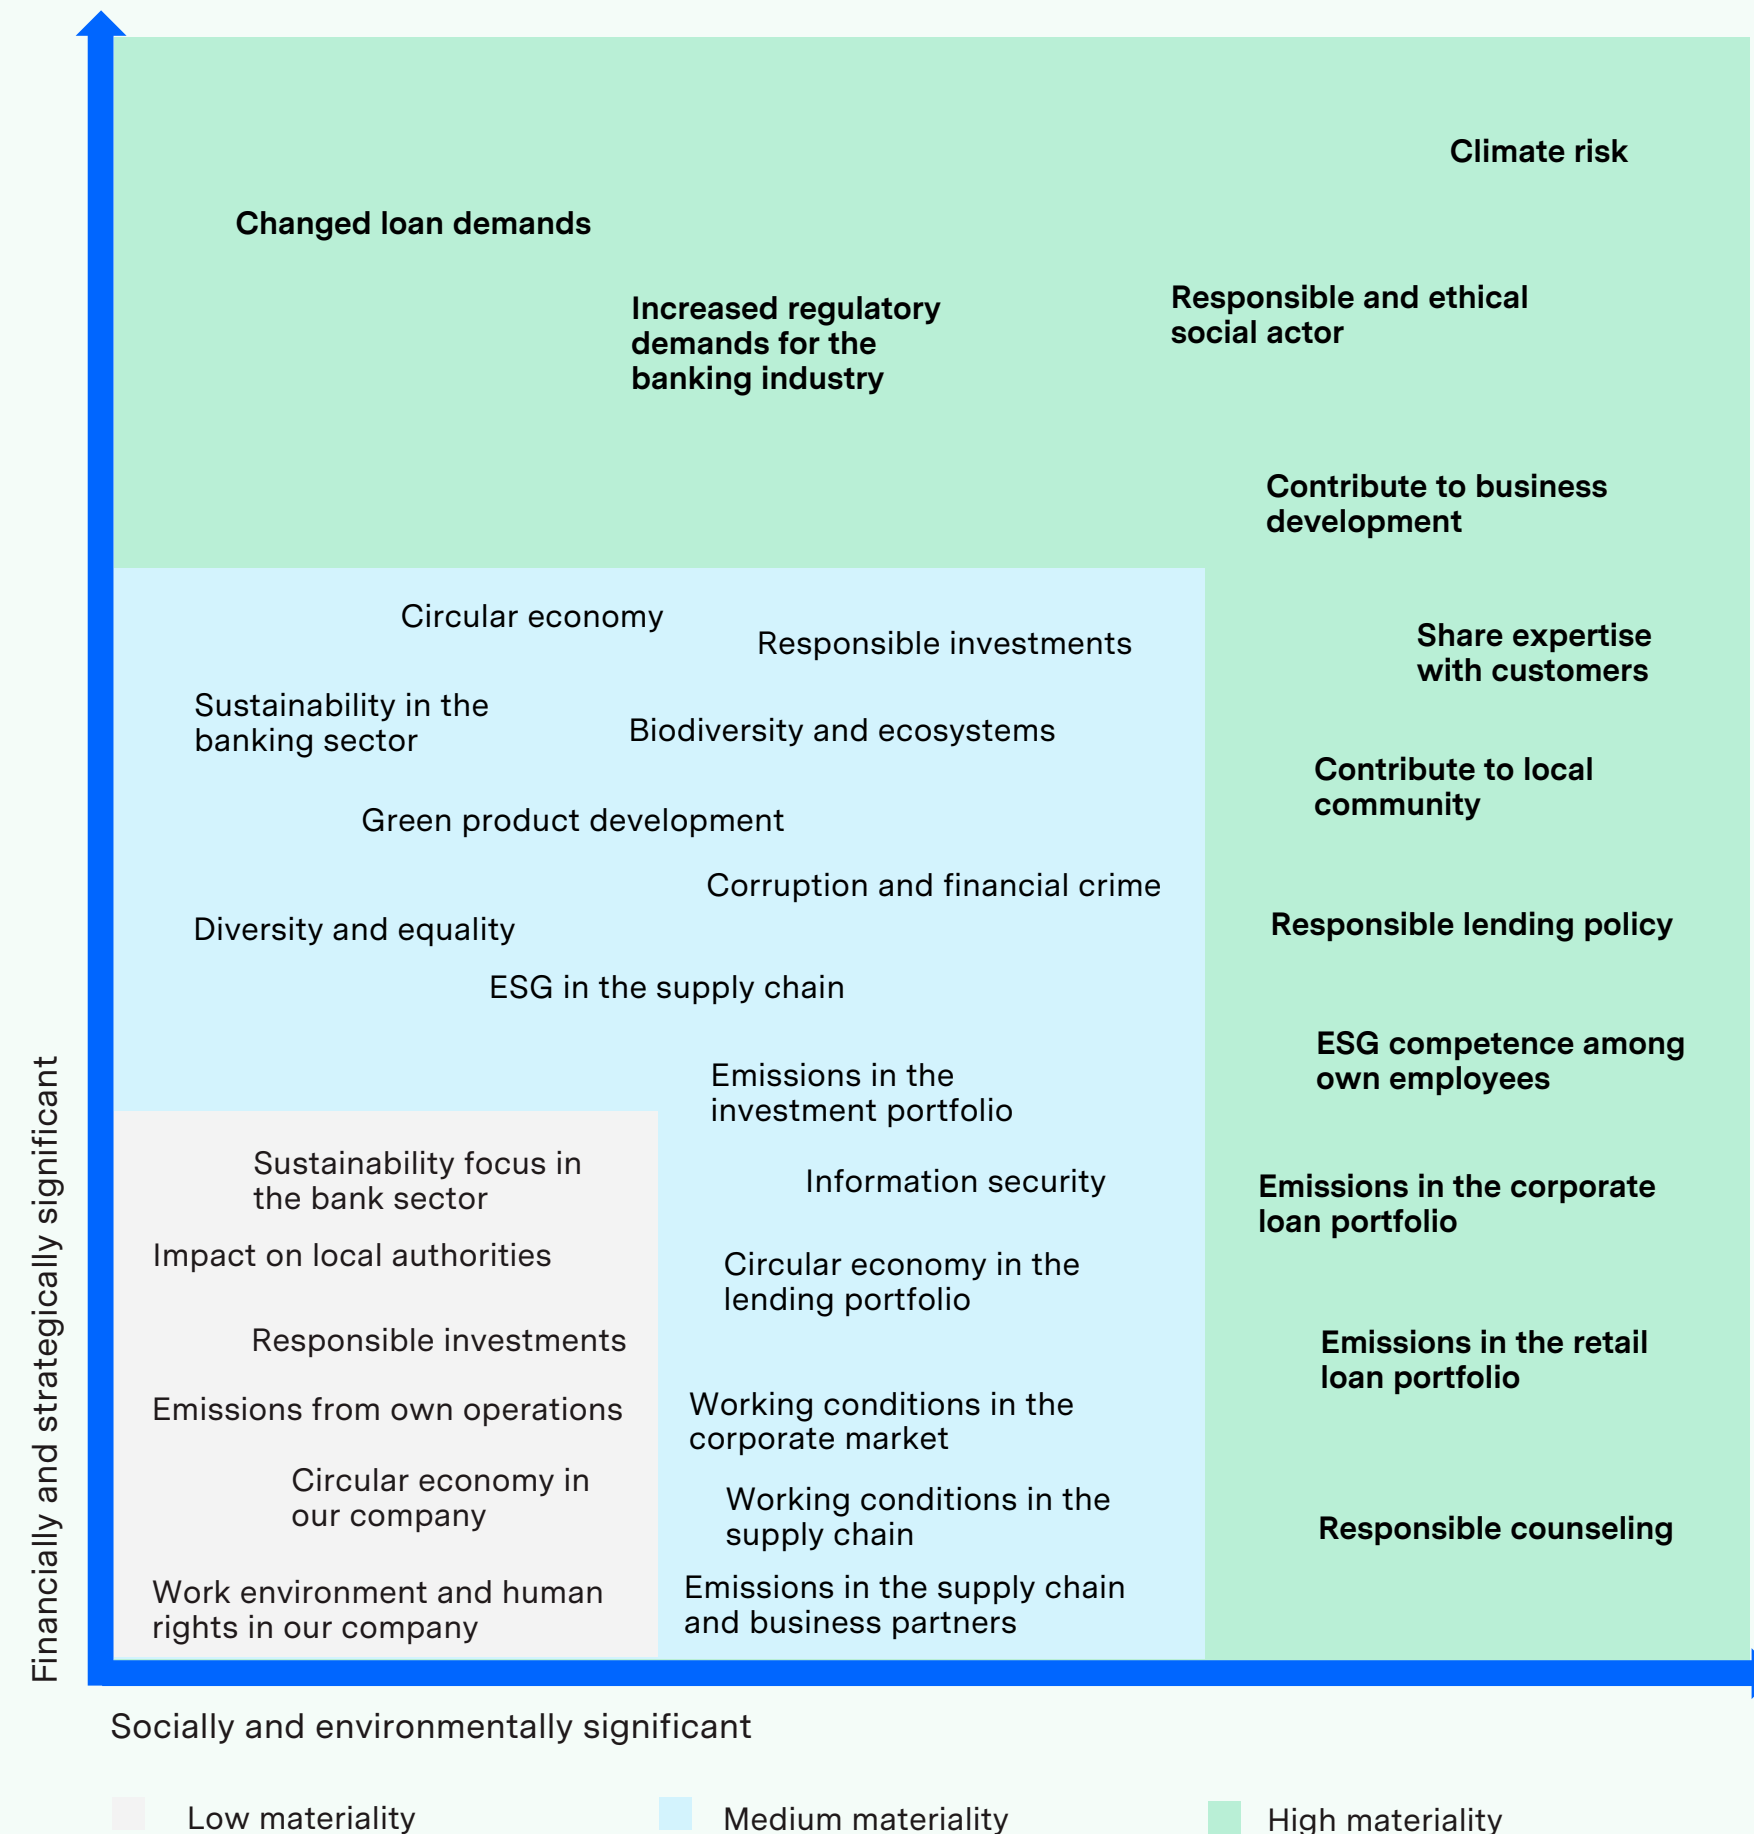 Climate risk
Changed loan demands
Increased regulatory
demands for the
banking industry
Responsible and ethical
social actor
Contribute to business
development
Circular economy
Responsible investments
Share expertise
with customers
Sustainability in the
banking sector
Biodiversity and ecosystems
Contribute to local
community
Green product development
Corruption and financial crime
Diversity and equality
Responsible lending policy
ESG in the supply chain
ESG competence among
own employees
Emissions in the
investment portfolio
Sustainability focus in
the bank sector
Information security
Emissions in the corporate
loan portfolio
Impact on local authorities
Circular economy in the
lending portfolio
Responsible investments
Emissions in the retail
loan portfolio
Emissions from own operations
Working conditions in the
corporate market
Circular economy in
our company
Working conditions in the
supply chain
Responsible counseling
Work environment and human
rights in our company
Emissions in the supply chain
and business partners
Financially and strategically significant
Socially and environmentally significant
Low materiality
Medium materiality
High materiality